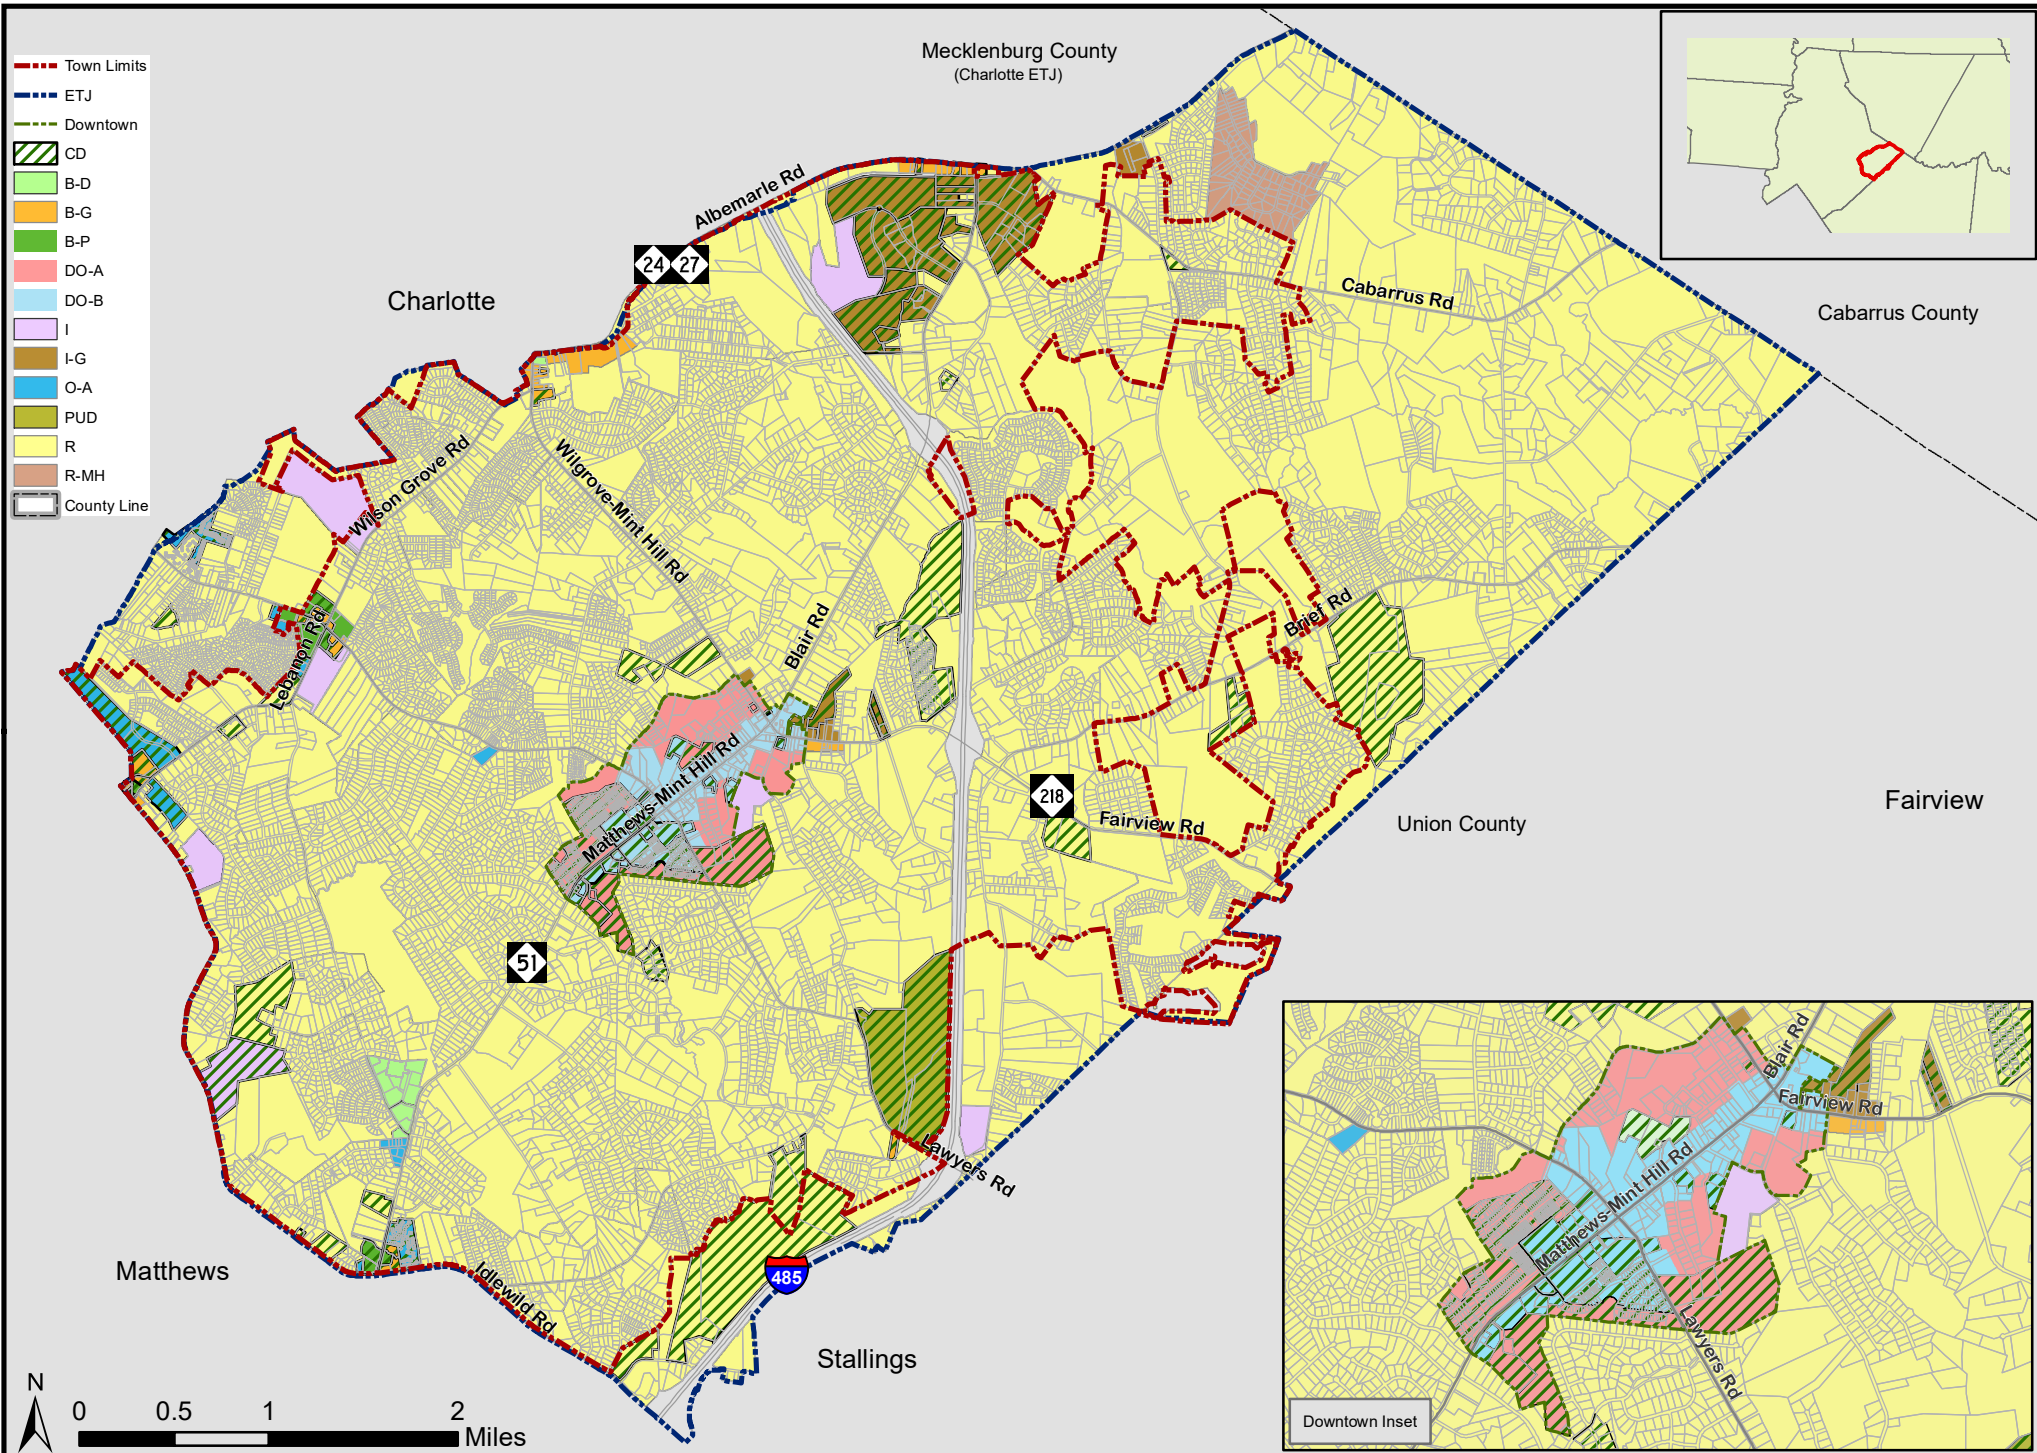 Town Limits
ETJ
Downtown
CD
B-D
B-G
B-P
DO-A
DO-B
I
I-G
O-A
PUD
R
R-MH
County Line
Mecklenburg County
(Charlotte ETJ)
Albemarle Rd
24 27
Charlotte
Cabarrus Rd
Cabarrus County
Wilson Grove Rd
Wilgrove-Mint Hill Rd
Blair Rd
Brief Rd
Lebanon Rd
Matthews-Mint Hill Rd
218
Fairview Rd
Union County
Fairview
51
Lawyers Rd
485
Idlewild Rd
Matthews
Stallings
N
0 0.5 1 2
Miles
Blair Rd
Fairview Rd
Matthews-Mint Hill Rd
Lawyers Rd
Downtown Inset